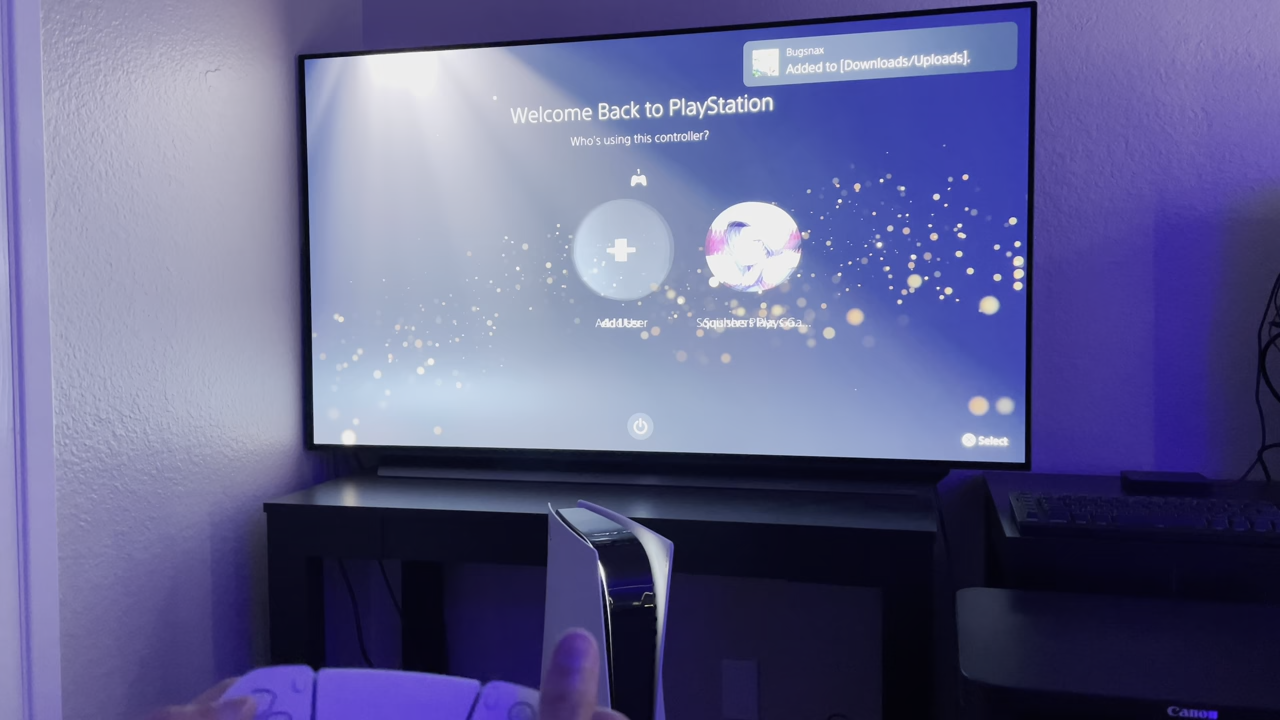 Bugsnax
Added to [Downloads/Uploads].
Welcome Back to PlayStation
Who's using this controller?
Select
Canon